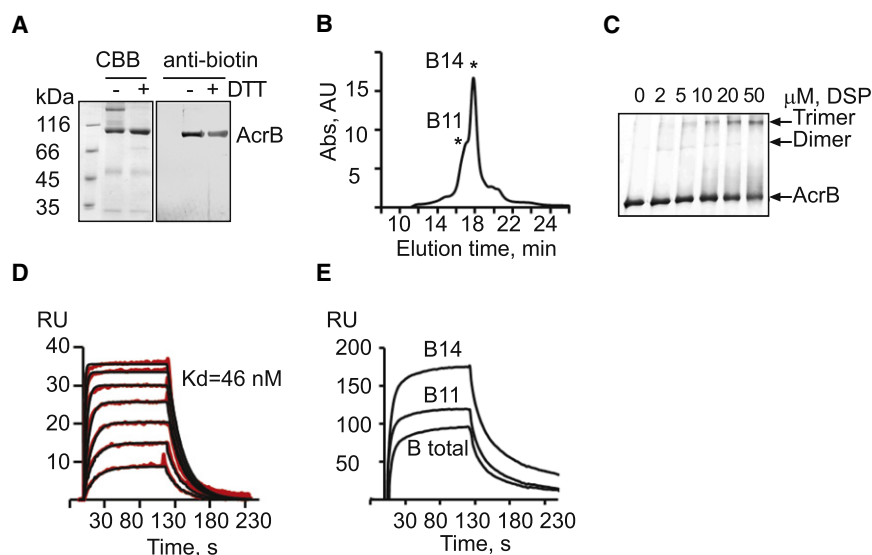 A
CBB anti-biotin
- + - + DTT
kDa
116
66
45
35
AcrB
B
B14 *
B11
*
Abs, AU
20
15
10
5
10 14 18 22 24
Elution time, min
C
0 2 5 10 20 50 μM, DSP
Trimer
Dimer
AcrB
D
RU
40
30
20
10
Kd=46 nM
30 80 130 180 230
Time, s
E
RU
200
150
100
50
B14
B11
B total
30 80 130 180 230
Time, s